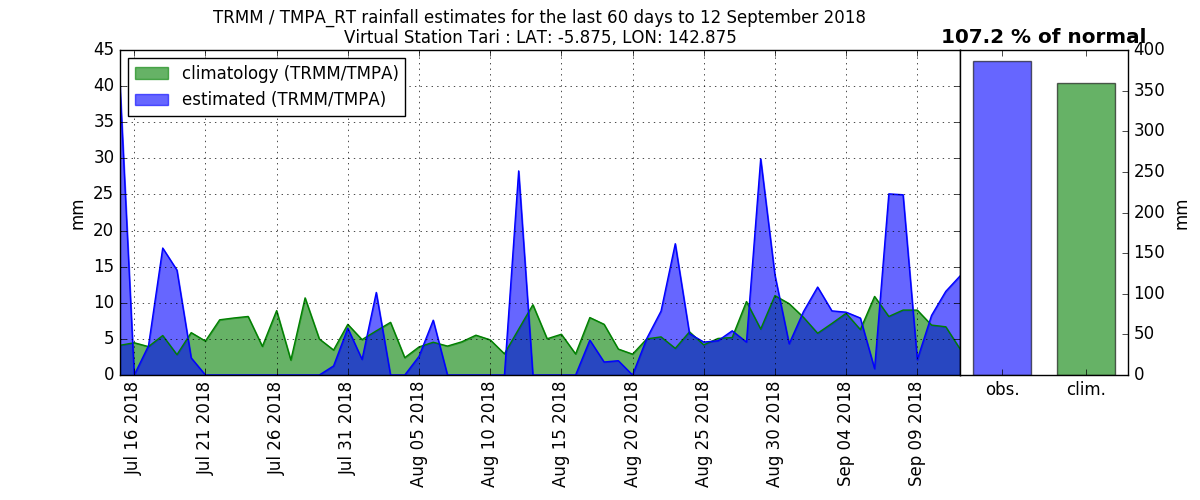 TRMM / TMPA_RT rainfall estimates for the last 60 days to 12 September 2018
Virtual Station Tari : LAT: -5.875, LON: 142.875
107.2 % of normal
climatology (TRMM/TMPA)
estimated (TRMM/TMPA)
45
40
35
30
25
20
15
10
5
0
mm
Jul 16 2018
Jul 21 2018
Jul 26 2018
Jul 31 2018
Aug 05 2018
Aug 10 2018
Aug 15 2018
Aug 20 2018
Aug 25 2018
Aug 30 2018
Sep 04 2018
Sep 09 2018
obs.
clim.
400
350
300
250
200
150
100
50
0
mm